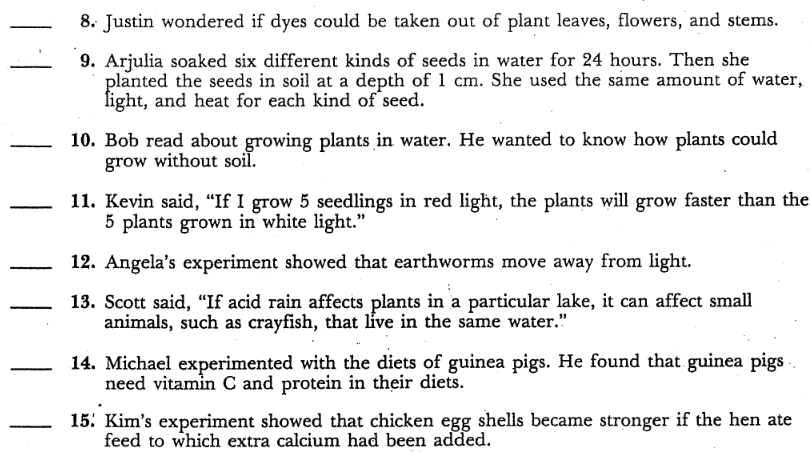 ____ 8. Justin wondered if dyes could be taken out of plant leaves, flowers, and stems.
____ 9. Arjulia soaked six different kinds of seeds in water for 24 hours. Then she
planted the seeds in soil at a depth of 1 cm. She used the same amount of water,
light, and heat for each kind of seed.
____ 10. Bob read about growing plants in water. He wanted to know how plants could
grow without soil.
____ 11. Kevin said, “If I grow 5 seedlings in red light, the plants will grow faster than the
5 plants grown in white light.”
____ 12. Angela’s experiment showed that earthworms move away from light.
____ 13. Scott said, “If acid rain affects plants in a particular lake, it can affect small
animals, such as crayfish, that live in the same water.”
____ 14. Michael experimented with the diets of guinea pigs. He found that guinea pigs
need vitamin C and protein in their diets.
____ 15. Kim’s experiment showed that chicken egg shells became stronger if the hen ate
feed to which extra calcium had been added.